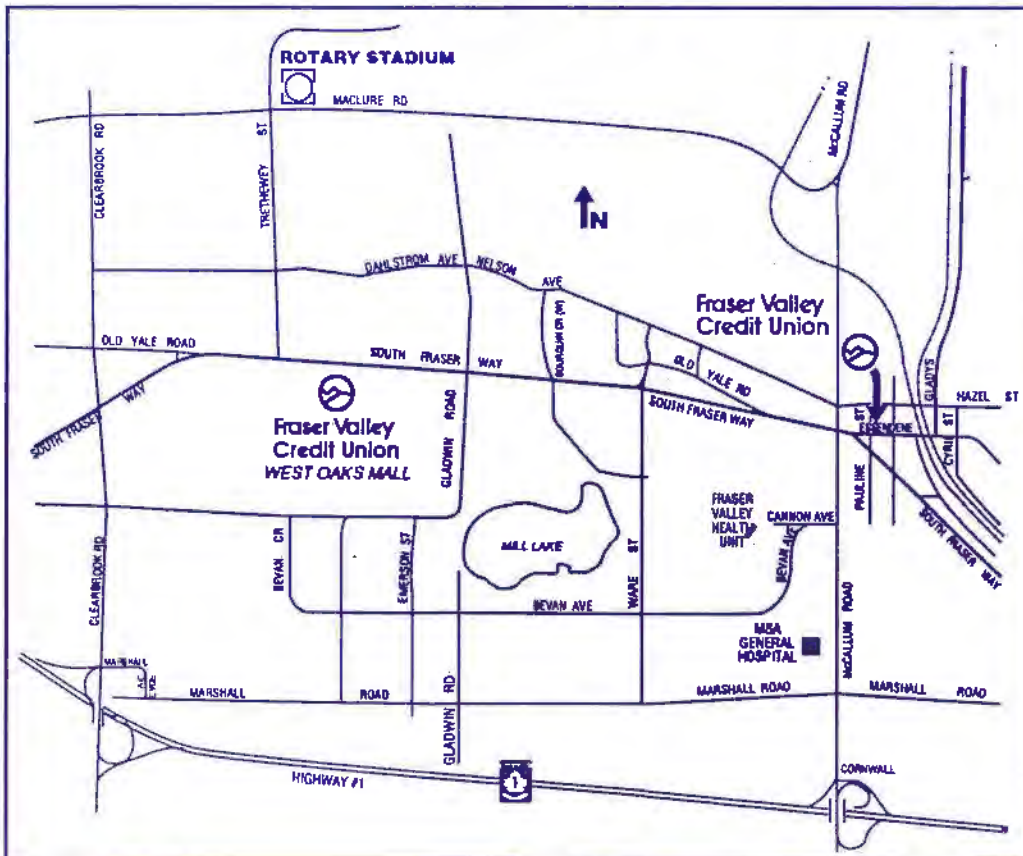 ROTARY STADIUM
MACLURE RD
McCALLUM RD
CLEARBROOK RD
TRETHEWEY ST
N
DAHLSTROM AVE
NELSON
AVE
Fraser Valley
Credit Union
OLD YALE ROAD
SOUTH FRASER WAY
BOURQUIN CR (W)
OLD YALE RD
GLADYS
HAZEL ST
SOUTH FRASER WAY
ST
ESSENDENE
CYRIL ST
SOUTH FRASER WAY
Fraser Valley
Credit Union
WEST OAKS MALL
GLADWIN ROAD
PAULINE
FRASER
VALLEY
HEALTH
UNIT
CANNON AVE
SOUTH FRASER WAY
MILL LAKE
BEVAN CR
EMERSON ST
WARE ST
BEVAN AVE
CLEARBROOK RD
BEVAN AVE
MSA
GENERAL
HOSPITAL
McCALLUM ROAD
MARSHALL
MARSHALL ROAD
GLADWIN RD
MARSHALL ROAD
MARSHALL ROAD
HIGHWAY #1
1
CORNWALL